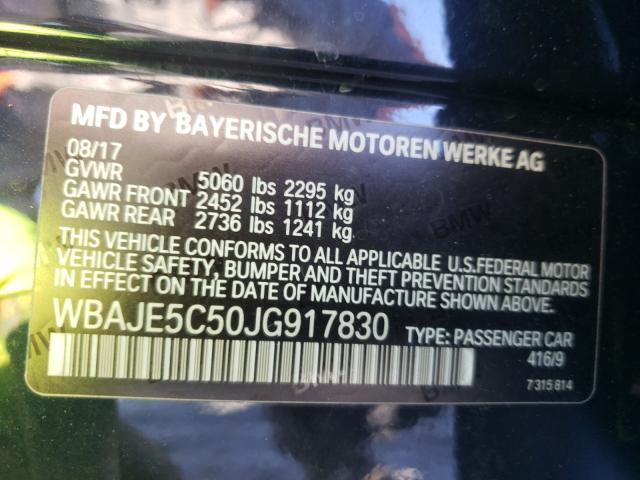 MFD BY BAYERISCHE MOTOREN WERKE AG
08/17
GVWR 5060 lbs 2295 kg
GAWR FRONT 2452 lbs 1112 kg
GAWR REAR 2736 lbs 1241 kg
THIS VEHICLE CONFORMS TO ALL APPLICABLE U.S.FEDERAL MOTOR
VEHICLE SAFETY, BUMPER AND THEFT PREVENTION STANDARDS
IN EFFECT ON THE DATE OF MANUFACTURE SHOWN ABOVE.
WBAJE5C50JG917830 TYPE: PASSENGER CAR
416/9
7 315 814